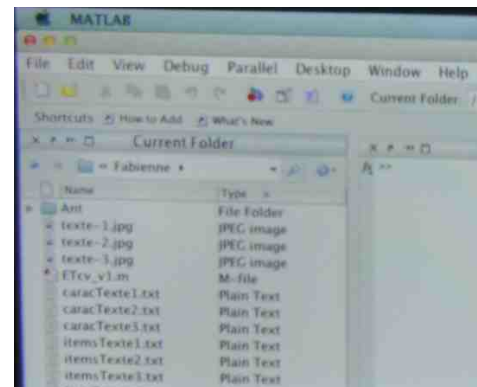 MATLAB
File Edit View Debug Parallel Desktop Window Help
Current Folder:
Shortcuts How to Add What's New
Current Folder
Fabienne
Name Type
Ant File Folder
texte-1.jpg JPEG image
texte-2.jpg JPEG image
texte-3.jpg JPEG image
ETcv_v1.m M-file
caracTexte1.txt Plain Text
caracTexte2.txt Plain Text
caracTexte3.txt Plain Text
itemsTexte1.txt Plain Text
itemsTexte2.txt Plain Text
itemsTexte3.txt Plain Text
fx >>